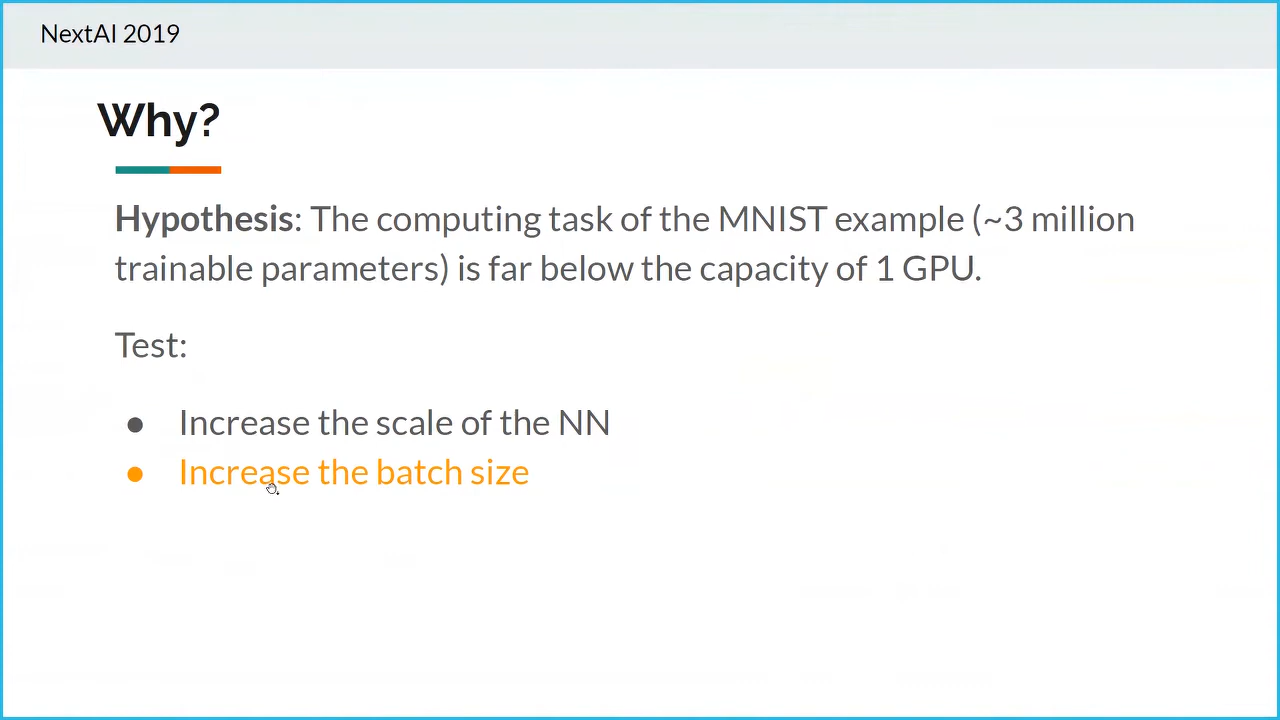 NextAI 2019
Why?
Hypothesis: The computing task of the MNIST example (~3 million
trainable parameters) is far below the capacity of 1 GPU.
Test:
● Increase the scale of the NN
● Increase the batch size